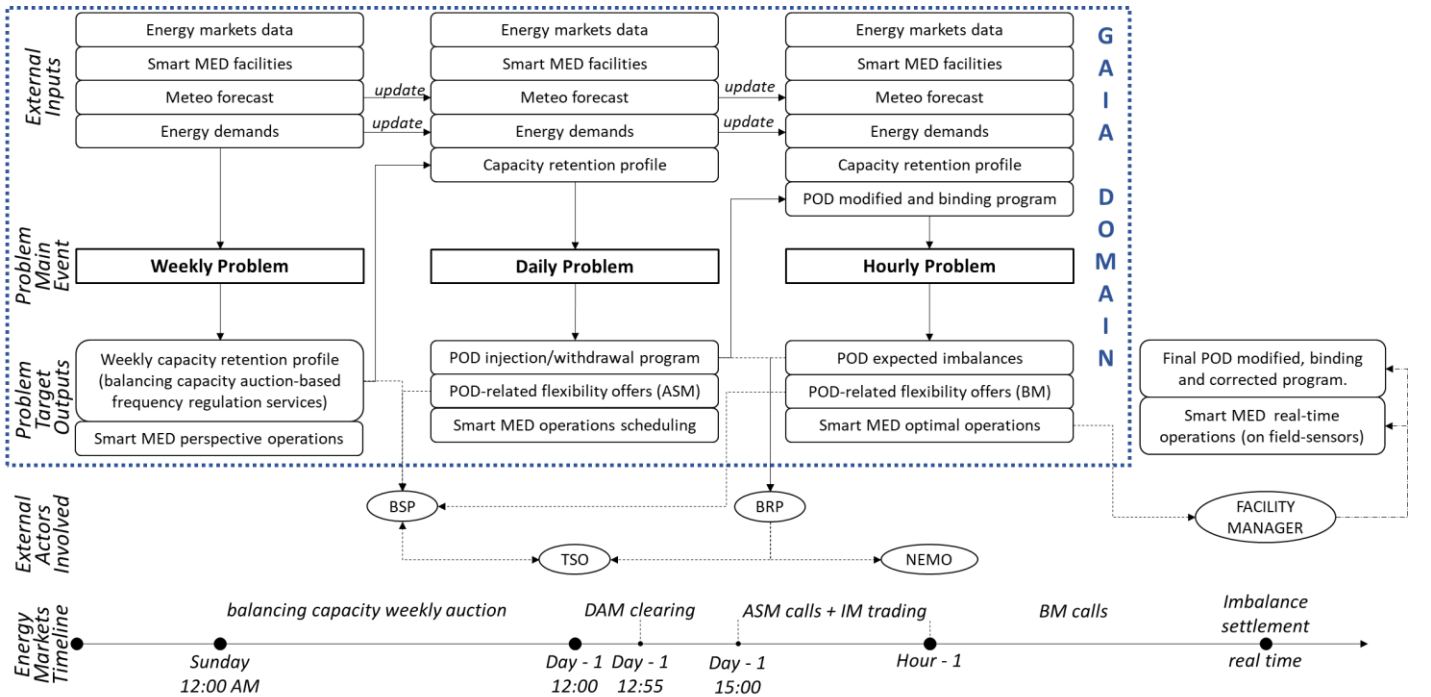 External
Inputs
Energy markets data
Smart MED facilities
Meteo forecast
Energy demands
update
update
Energy markets data
Smart MED facilities
Meteo forecast
Energy demands
Capacity retention profile
update
update
Energy markets data
Smart MED facilities
Meteo forecast
Energy demands
Capacity retention profile
POD modified and binding program
GAIA DOMAIN
Problem
Main
Event
Weekly Problem
Daily Problem
Hourly Problem
Problem
Target
Outputs
Weekly capacity retention profile
(balancing capacity auction-based
frequency regulation services)
Smart MED perspective operations
POD injection/withdrawal program
POD-related flexibility offers (ASM)
Smart MED operations scheduling
POD expected imbalances
POD-related flexibility offers (BM)
Smart MED optimal operations
Final POD modified, binding
and corrected program.
Smart MED real-time
operations (on field-sensors)
External
Actors
Involved
BSP
BRP
FACILITY
MANAGER
TSO
NEMO
Energy
Markets
Timeline
balancing capacity weekly auction
DAM clearing
ASM calls + IM trading
BM calls
Imbalance
settlement
Sunday
12:00 AM
Day - 1
12:00
Day - 1
12:55
Day - 1
15:00
Hour - 1
real time